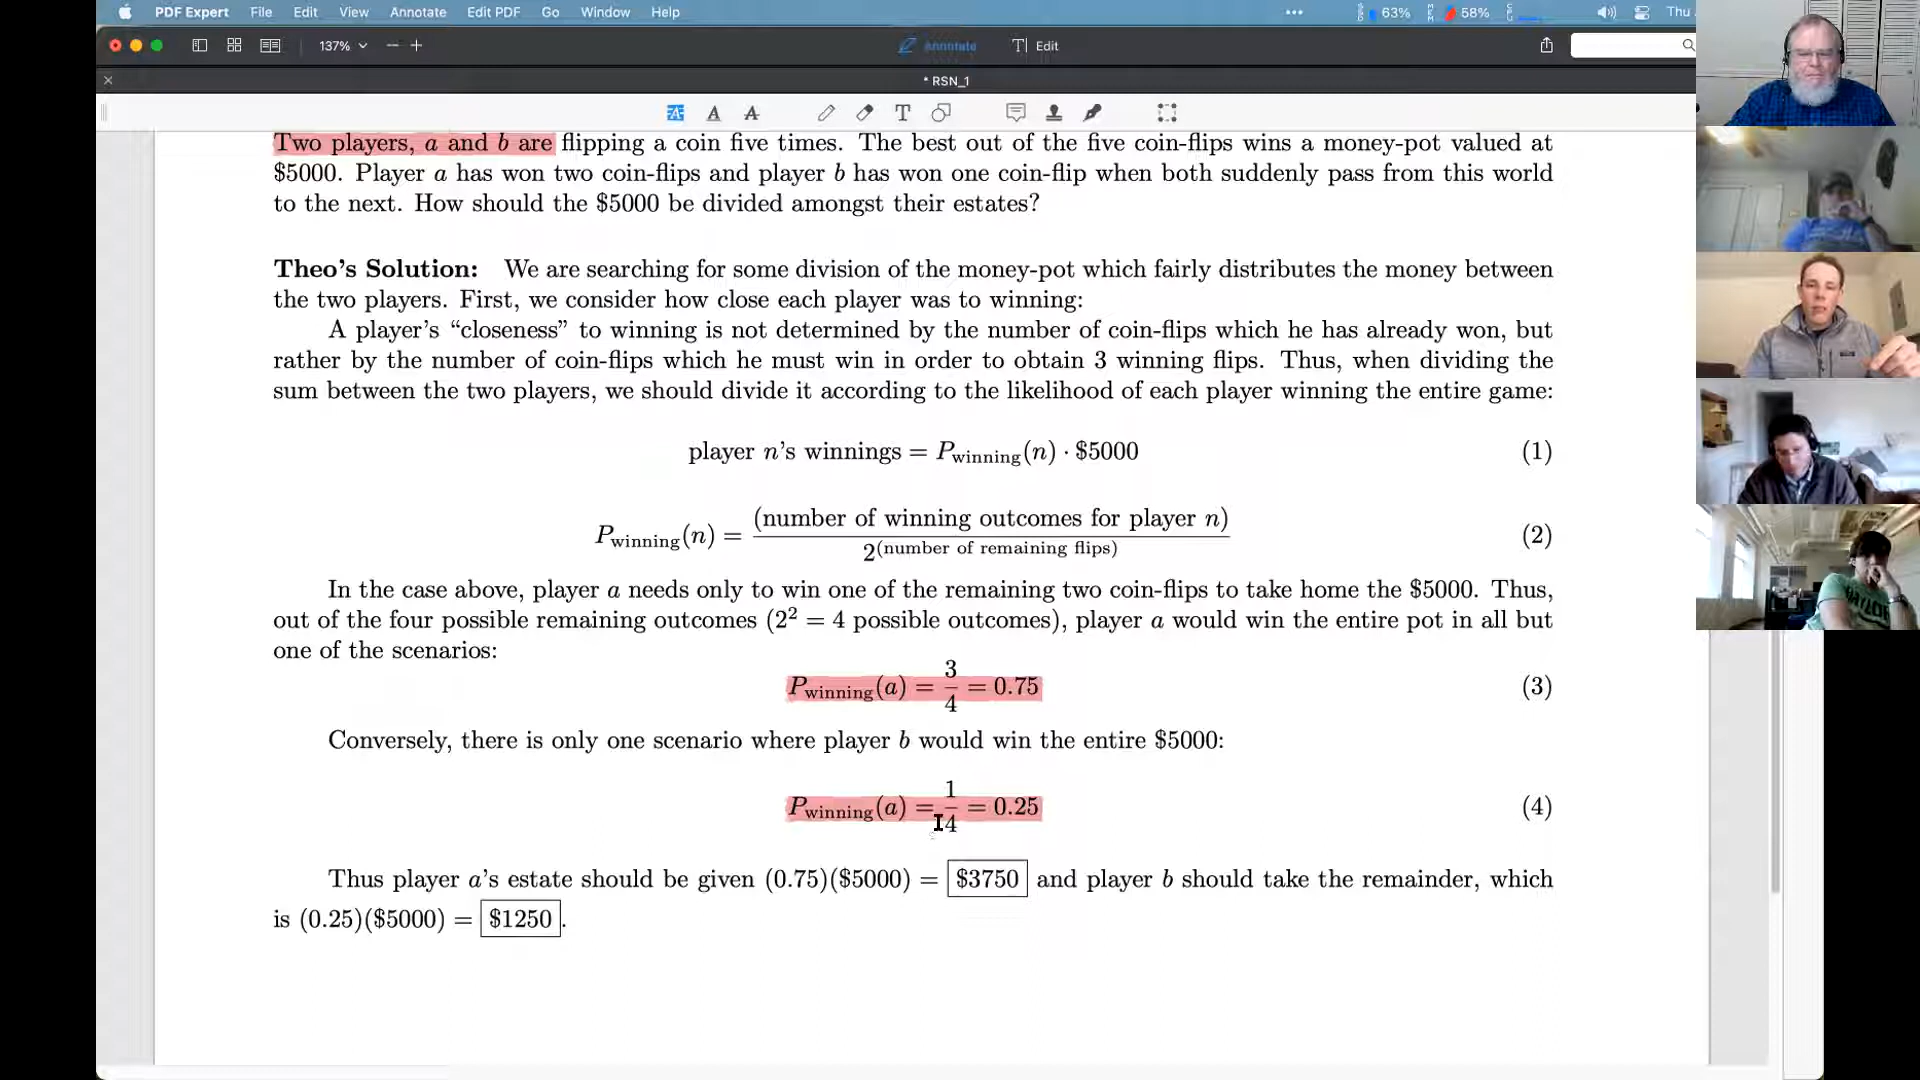 PDF Expert File Edit View Annotate Edit PDF Go Window Help ••• 63% 58% Thu
137% Annotate Edit
* RSN_1
Two players, a and b are flipping a coin five times. The best out of the five coin-flips wins a money-pot valued at
$5000. Player a has won two coin-flips and player b has won one coin-flip when both suddenly pass from this world
to the next. How should the $5000 be divided amongst their estates?
Theo's Solution: We are searching for some division of the money-pot which fairly distributes the money between
the two players. First, we consider how close each player was to winning:
A player's “closeness” to winning is not determined by the number of coin-flips which he has already won, but
rather by the number of coin-flips which he must win in order to obtain 3 winning flips. Thus, when dividing the
sum between the two players, we should divide it according to the likelihood of each player winning the entire game:
player n's winnings = P_winning(n) · $5000 (1)
P_winning(n) = (number of winning outcomes for player n) / 2^(number of remaining flips) (2)
In the case above, player a needs only to win one of the remaining two coin-flips to take home the $5000. Thus,
out of the four possible remaining outcomes (2² = 4 possible outcomes), player a would win the entire pot in all but
one of the scenarios:
P_winning(a) = 3/4 = 0.75 (3)
Conversely, there is only one scenario where player b would win the entire $5000:
P_winning(a) = 1/4 = 0.25 (4)
Thus player a's estate should be given (0.75)($5000) = $3750 and player b should take the remainder, which
is (0.25)($5000) = $1250.